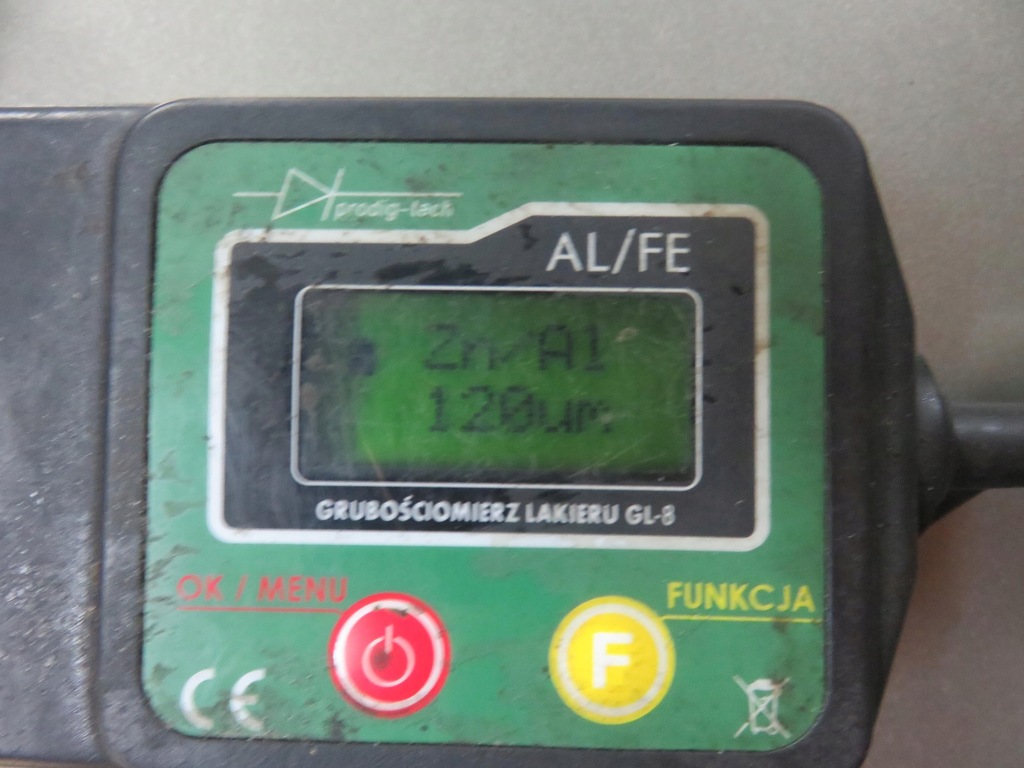 prodig-tech
AL/FE
Zn/Al
120um
GRUBOŚCIOMIERZ LAKIERU GL-8
OK / MENU
FUNKCJA
F
CE